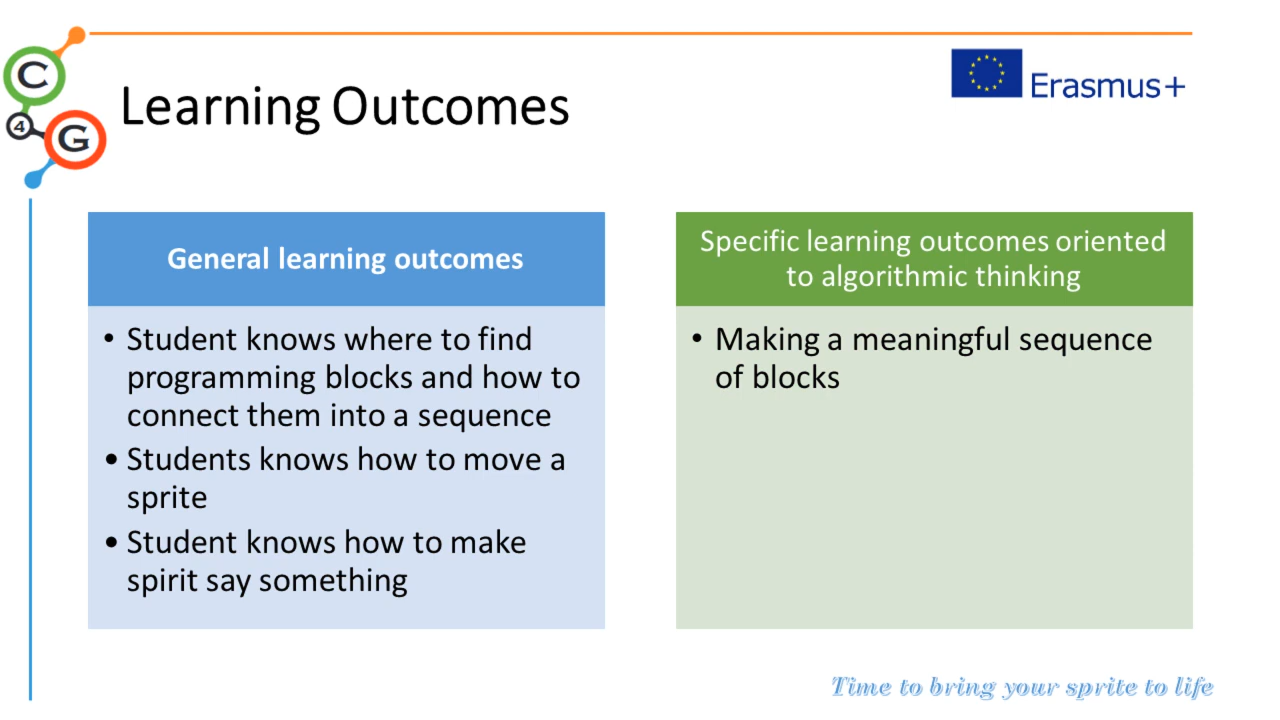 C
4
G
Learning Outcomes
Erasmus+
General learning outcomes
• Student knows where to find
programming blocks and how to
connect them into a sequence
• Students knows how to move a
sprite
• Student knows how to make
spirit say something
Specific learning outcomes oriented
to algorithmic thinking
• Making a meaningful sequence
of blocks
Time to bring your sprite to life